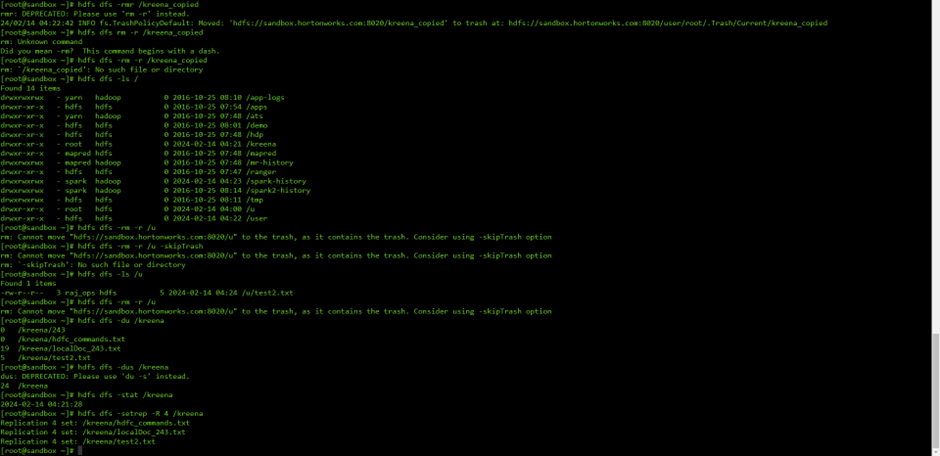 [root@sandbox ~]# hdfs dfs -rmr /kreena_copied
rmr: DEPRECATED: Please use 'rm -r' instead.
24/02/14 04:22:42 INFO fs.TrashPolicyDefault: Moved: 'hdfs://sandbox.hortonworks.com:8020/kreena_copied' to trash at: hdfs://sandbox.hortonworks.com:8020/user/root/.Trash/Current/kreena_copied
[root@sandbox ~]# hdfs dfs rm -r /kreena_copied
rm: Unknown command
Did you mean -rm?  This command begins with a dash.
[root@sandbox ~]# hdfs dfs -rm -r /kreena_copied
rm: `/kreena_copied': No such file or directory
[root@sandbox ~]# hdfs dfs -ls /
Found 14 items
drwxrwxrwx   - yarn   hadoop          0 2016-10-25 08:10 /app-logs
drwxr-xr-x   - hdfs   hdfs            0 2016-10-25 07:54 /apps
drwxr-xr-x   - yarn   hadoop          0 2016-10-25 07:48 /ats
drwxr-xr-x   - hdfs   hdfs            0 2016-10-25 08:01 /demo
drwxr-xr-x   - hdfs   hdfs            0 2016-10-25 07:48 /hdp
drwxr-xr-x   - root   hdfs            0 2024-02-14 04:21 /kreena
drwxr-xr-x   - mapred hdfs            0 2016-10-25 07:48 /mapred
drwxrwxrwx   - mapred hadoop          0 2016-10-25 07:48 /mr-history
drwxr-xr-x   - hdfs   hdfs            0 2016-10-25 07:47 /ranger
drwxrwxrwx   - spark  hadoop          0 2024-02-14 04:23 /spark-history
drwxrwxrwx   - spark  hadoop          0 2016-10-25 08:14 /spark2-history
drwxrwxrwx   - hdfs   hdfs            0 2016-10-25 08:11 /tmp
drwxr-xr-x   - root   hdfs            0 2024-02-14 04:00 /u
drwxr-xr-x   - hdfs   hdfs            0 2024-02-14 04:22 /user
[root@sandbox ~]# hdfs dfs -rm -r /u
rm: Cannot move "hdfs://sandbox.hortonworks.com:8020/u" to the trash, as it contains the trash. Consider using -skipTrash option
[root@sandbox ~]# hdfs dfs -rm -r /u -skipTrash
rm: Cannot move "hdfs://sandbox.hortonworks.com:8020/u" to the trash, as it contains the trash. Consider using -skipTrash option
rm: `-skipTrash': No such file or directory
[root@sandbox ~]# hdfs dfs -ls /u
Found 1 items
-rw-r--r--   3 raj_ops hdfs          5 2024-02-14 04:24 /u/test2.txt
[root@sandbox ~]# hdfs dfs -rm -r /u
rm: Cannot move "hdfs://sandbox.hortonworks.com:8020/u" to the trash, as it contains the trash. Consider using -skipTrash option
[root@sandbox ~]# hdfs dfs -du /kreena
0   /kreena/243
0   /kreena/hdfc_commands.txt
19  /kreena/localDoc_243.txt
5   /kreena/test2.txt
[root@sandbox ~]# hdfs dfs -dus /kreena
dus: DEPRECATED: Please use 'du -s' instead.
24  /kreena
[root@sandbox ~]# hdfs dfs -stat /kreena
2024-02-14 04:21:28
[root@sandbox ~]# hdfs dfs -setrep -R 4 /kreena
Replication 4 set: /kreena/hdfc_commands.txt
Replication 4 set: /kreena/localDoc_243.txt
Replication 4 set: /kreena/test2.txt
[root@sandbox ~]#